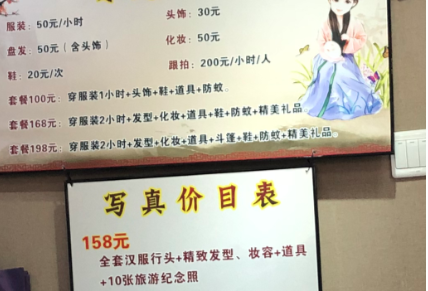 服装：50元/小时
头饰：30元
盘发：50元（含头饰）
化妆：50元
鞋：20元/次
跟拍：200元/小时/人
套餐100元：穿服装1小时+头饰+鞋+道具+防蚊。
套餐168元：穿服装2小时+发型+化妆+道具+鞋+防蚊+精美礼品
套餐198元：穿服装2小时+发型+化妆+道具+斗篷+鞋+防蚊+精美礼品。
写真价目表
158元
全套汉服行头+精致发型、妆容+道具
+10张旅游纪念照